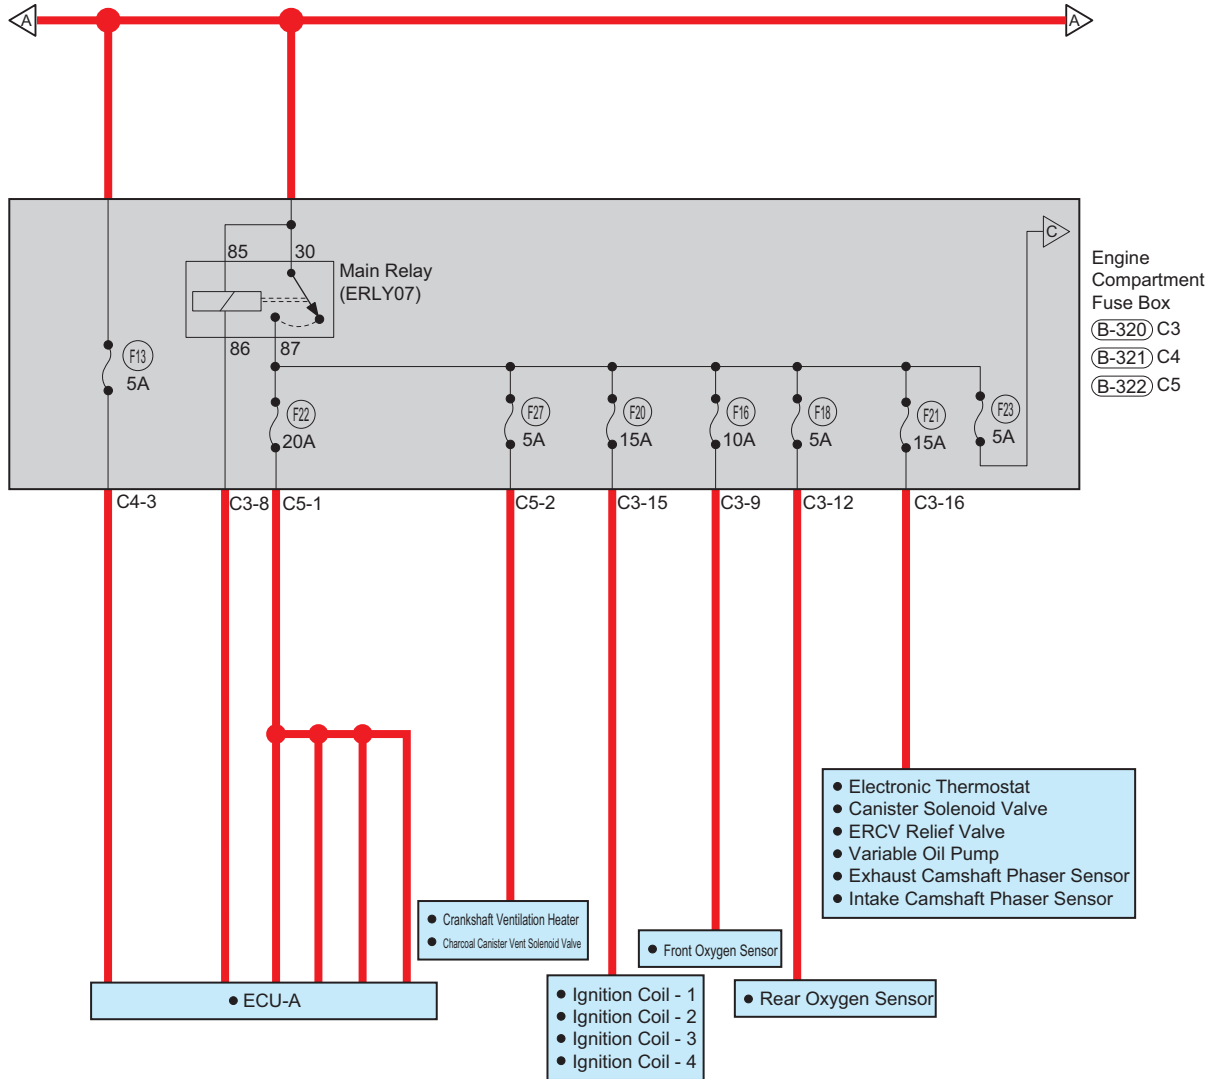 A
A
C
85
30
Main Relay
(ERLY07)
86
87
Engine
Compartment
Fuse Box
B-320 C3
B-321 C4
B-322 C5
F13
5A
F22
20A
F27
5A
F20
15A
F16
10A
F18
5A
F21
15A
F23
5A
C4-3
C3-8
C5-1
C5-2
C3-15
C3-9
C3-12
C3-16
• Electronic Thermostat
• Canister Solenoid Valve
• ERCV Relief Valve
• Variable Oil Pump
• Exhaust Camshaft Phaser Sensor
• Intake Camshaft Phaser Sensor
• Crankshaft Ventilation Heater
• Charcoal Canister Vent Solenoid Valve
• Front Oxygen Sensor
• ECU-A
• Ignition Coil - 1
• Ignition Coil - 2
• Ignition Coil - 3
• Ignition Coil - 4
• Rear Oxygen Sensor